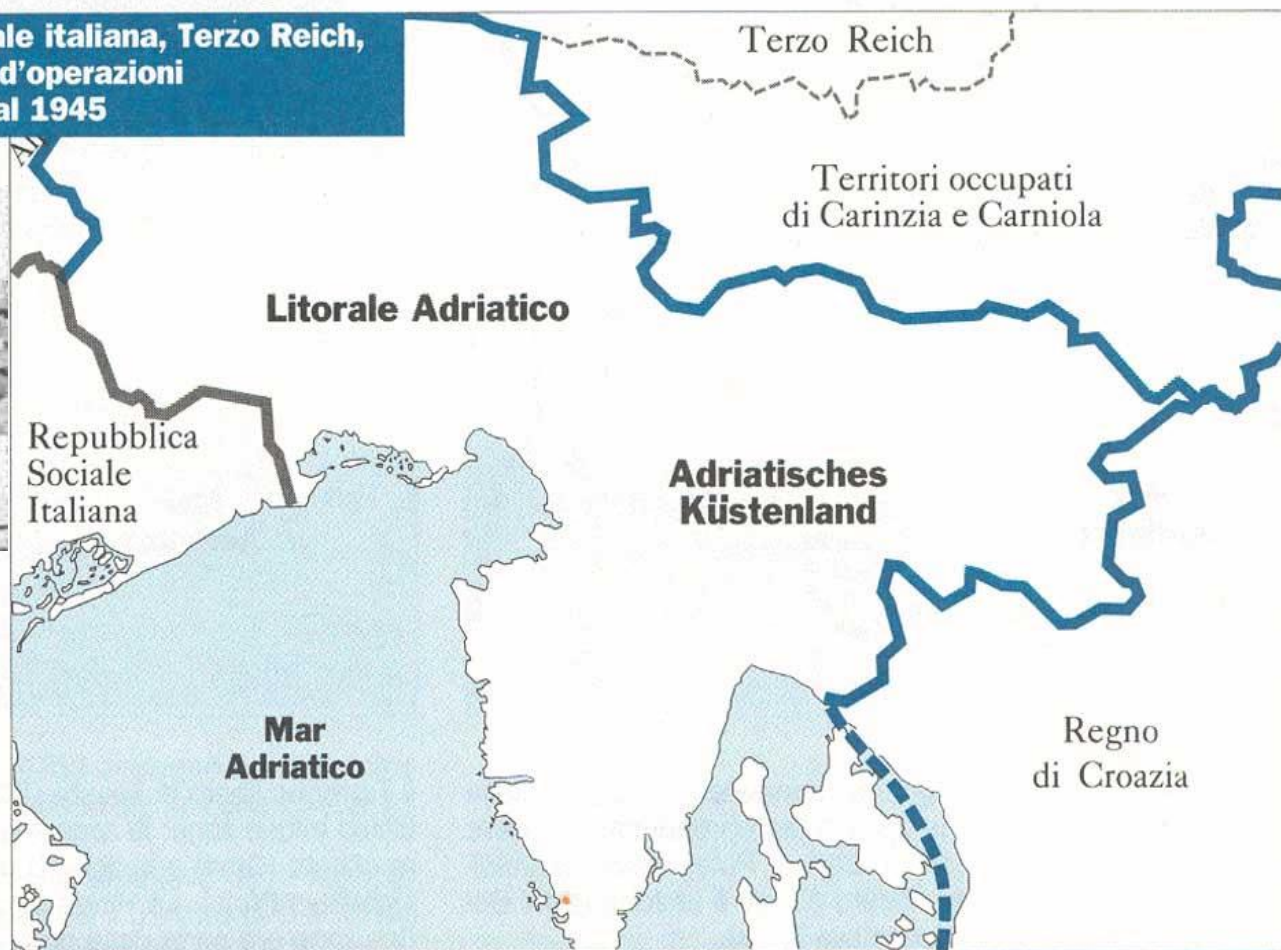 ale italiana, Terzo Reich,
d'operazioni
al 1945
Terzo Reich
Territori occupati
di Carinzia e Carniola
Litorale Adriatico
Repubblica
Sociale
Italiana
Adriatisches
Küstenland
Mar
Adriatico
Regno
di Croazia